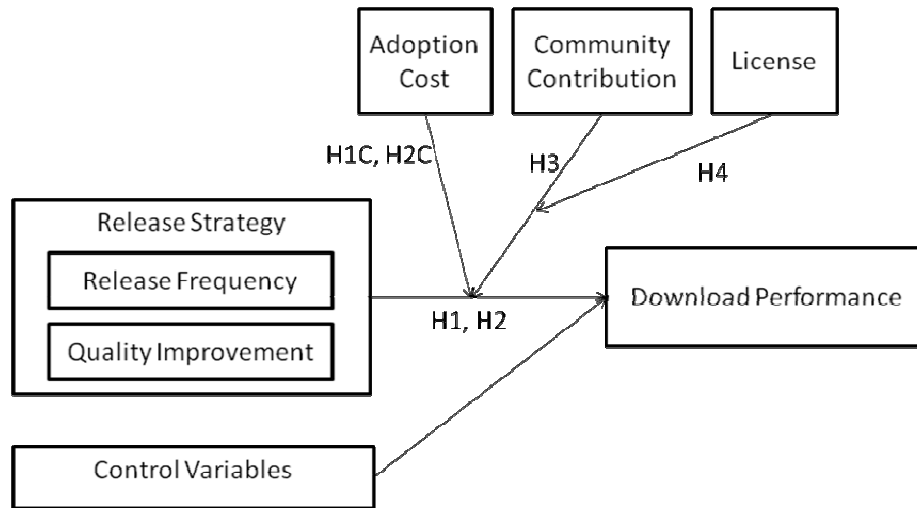 Adoption
Cost
Community
Contribution
License
H1C, H2C
H3
H4
Release Strategy
Release Frequency
Quality Improvement
H1, H2
Download Performance
Control Variables